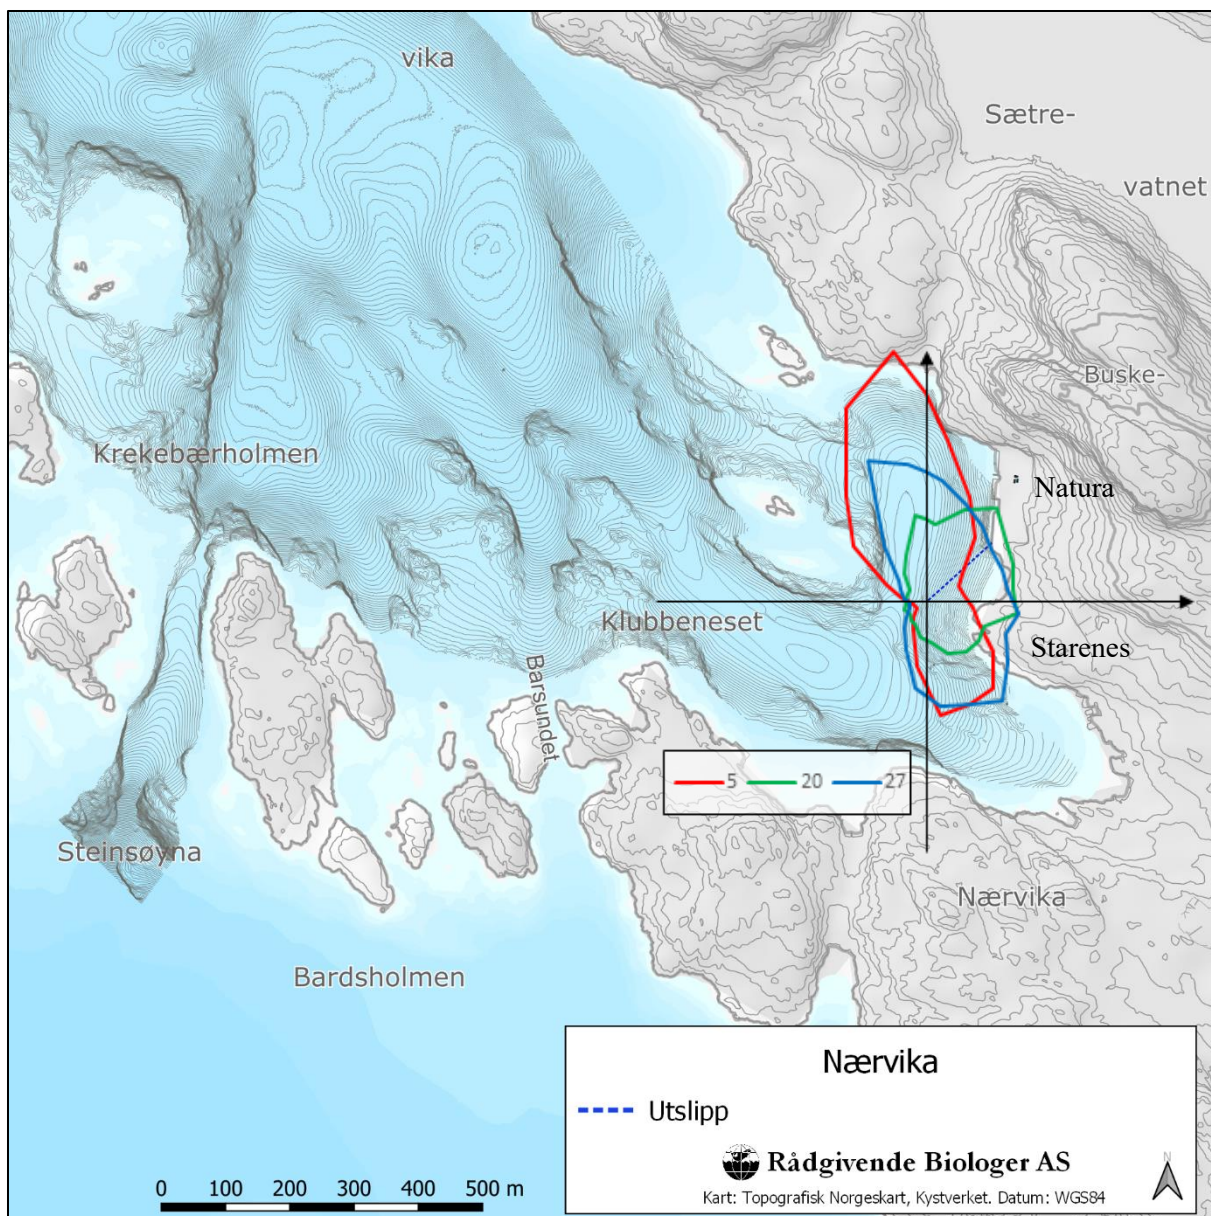 vika
Sætre-
vatnet
Buske-
Krekebærholmen
Natura
Klubbeneset
Starenes
Barsundet
5 20 27
Steinsøyna
Nærvika
Bardsholmen
Nærvika
Utslipp
Rådgivende Biologer AS
Kart: Topografisk Norgeskart, Kystverket. Datum: WGS84
N
0 100 200 300 400 500 m